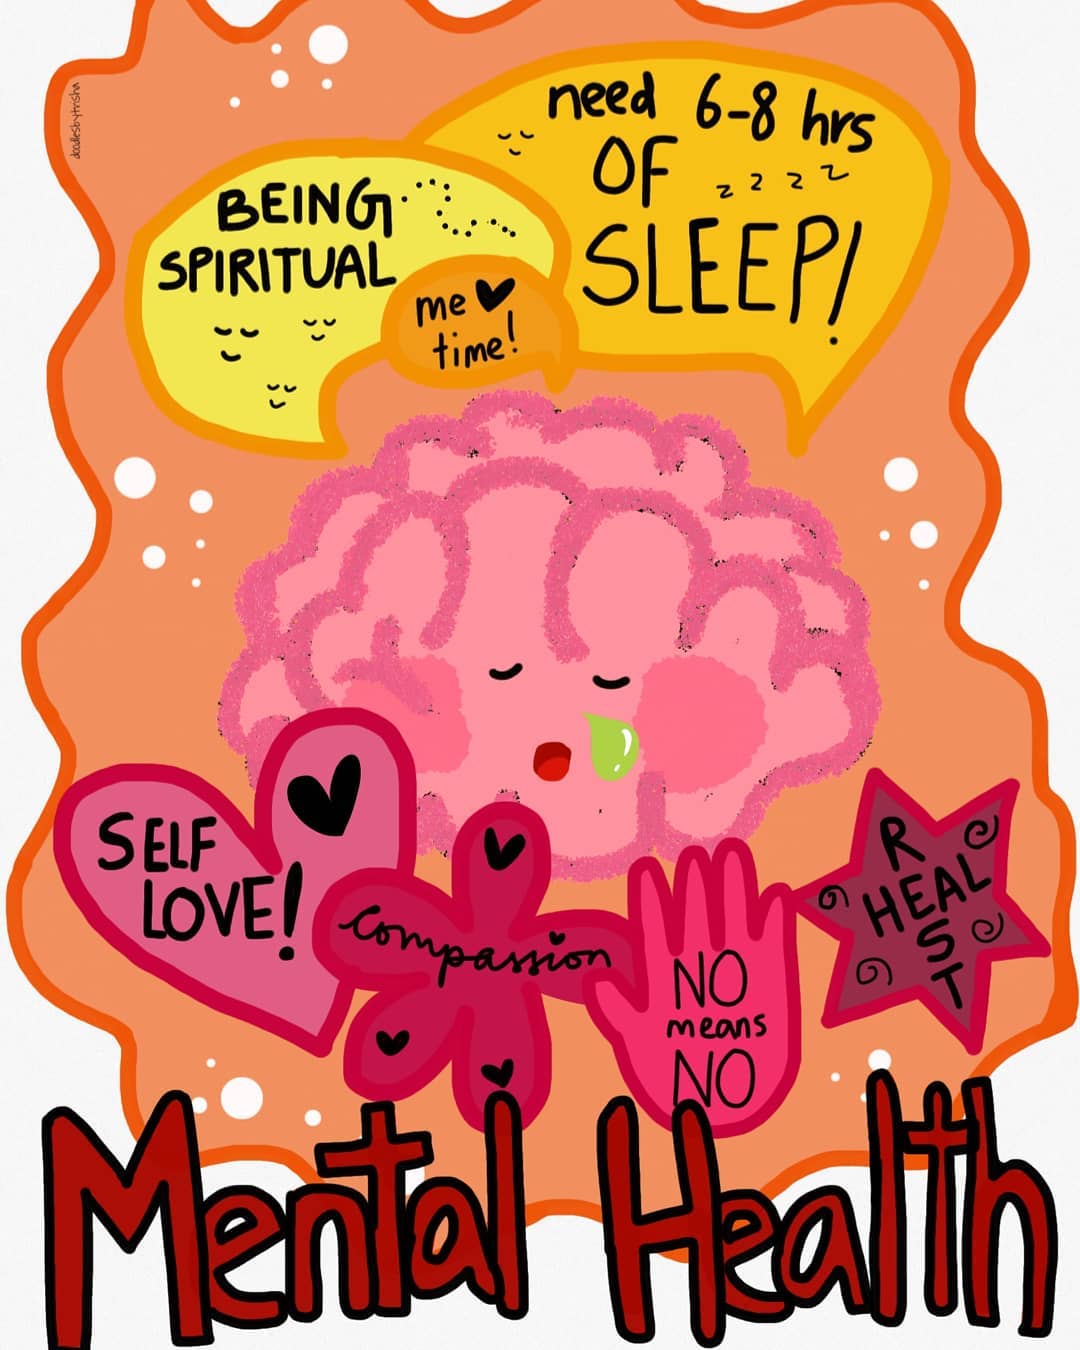 doodlesbytrisha
need 6-8 hrs
OF
z z z z
SLEEP!
BEING
SPIRITUAL
me
time!
SELF
LOVE!
compassion
NO
means
NO
REST
HEAL
Mental Health